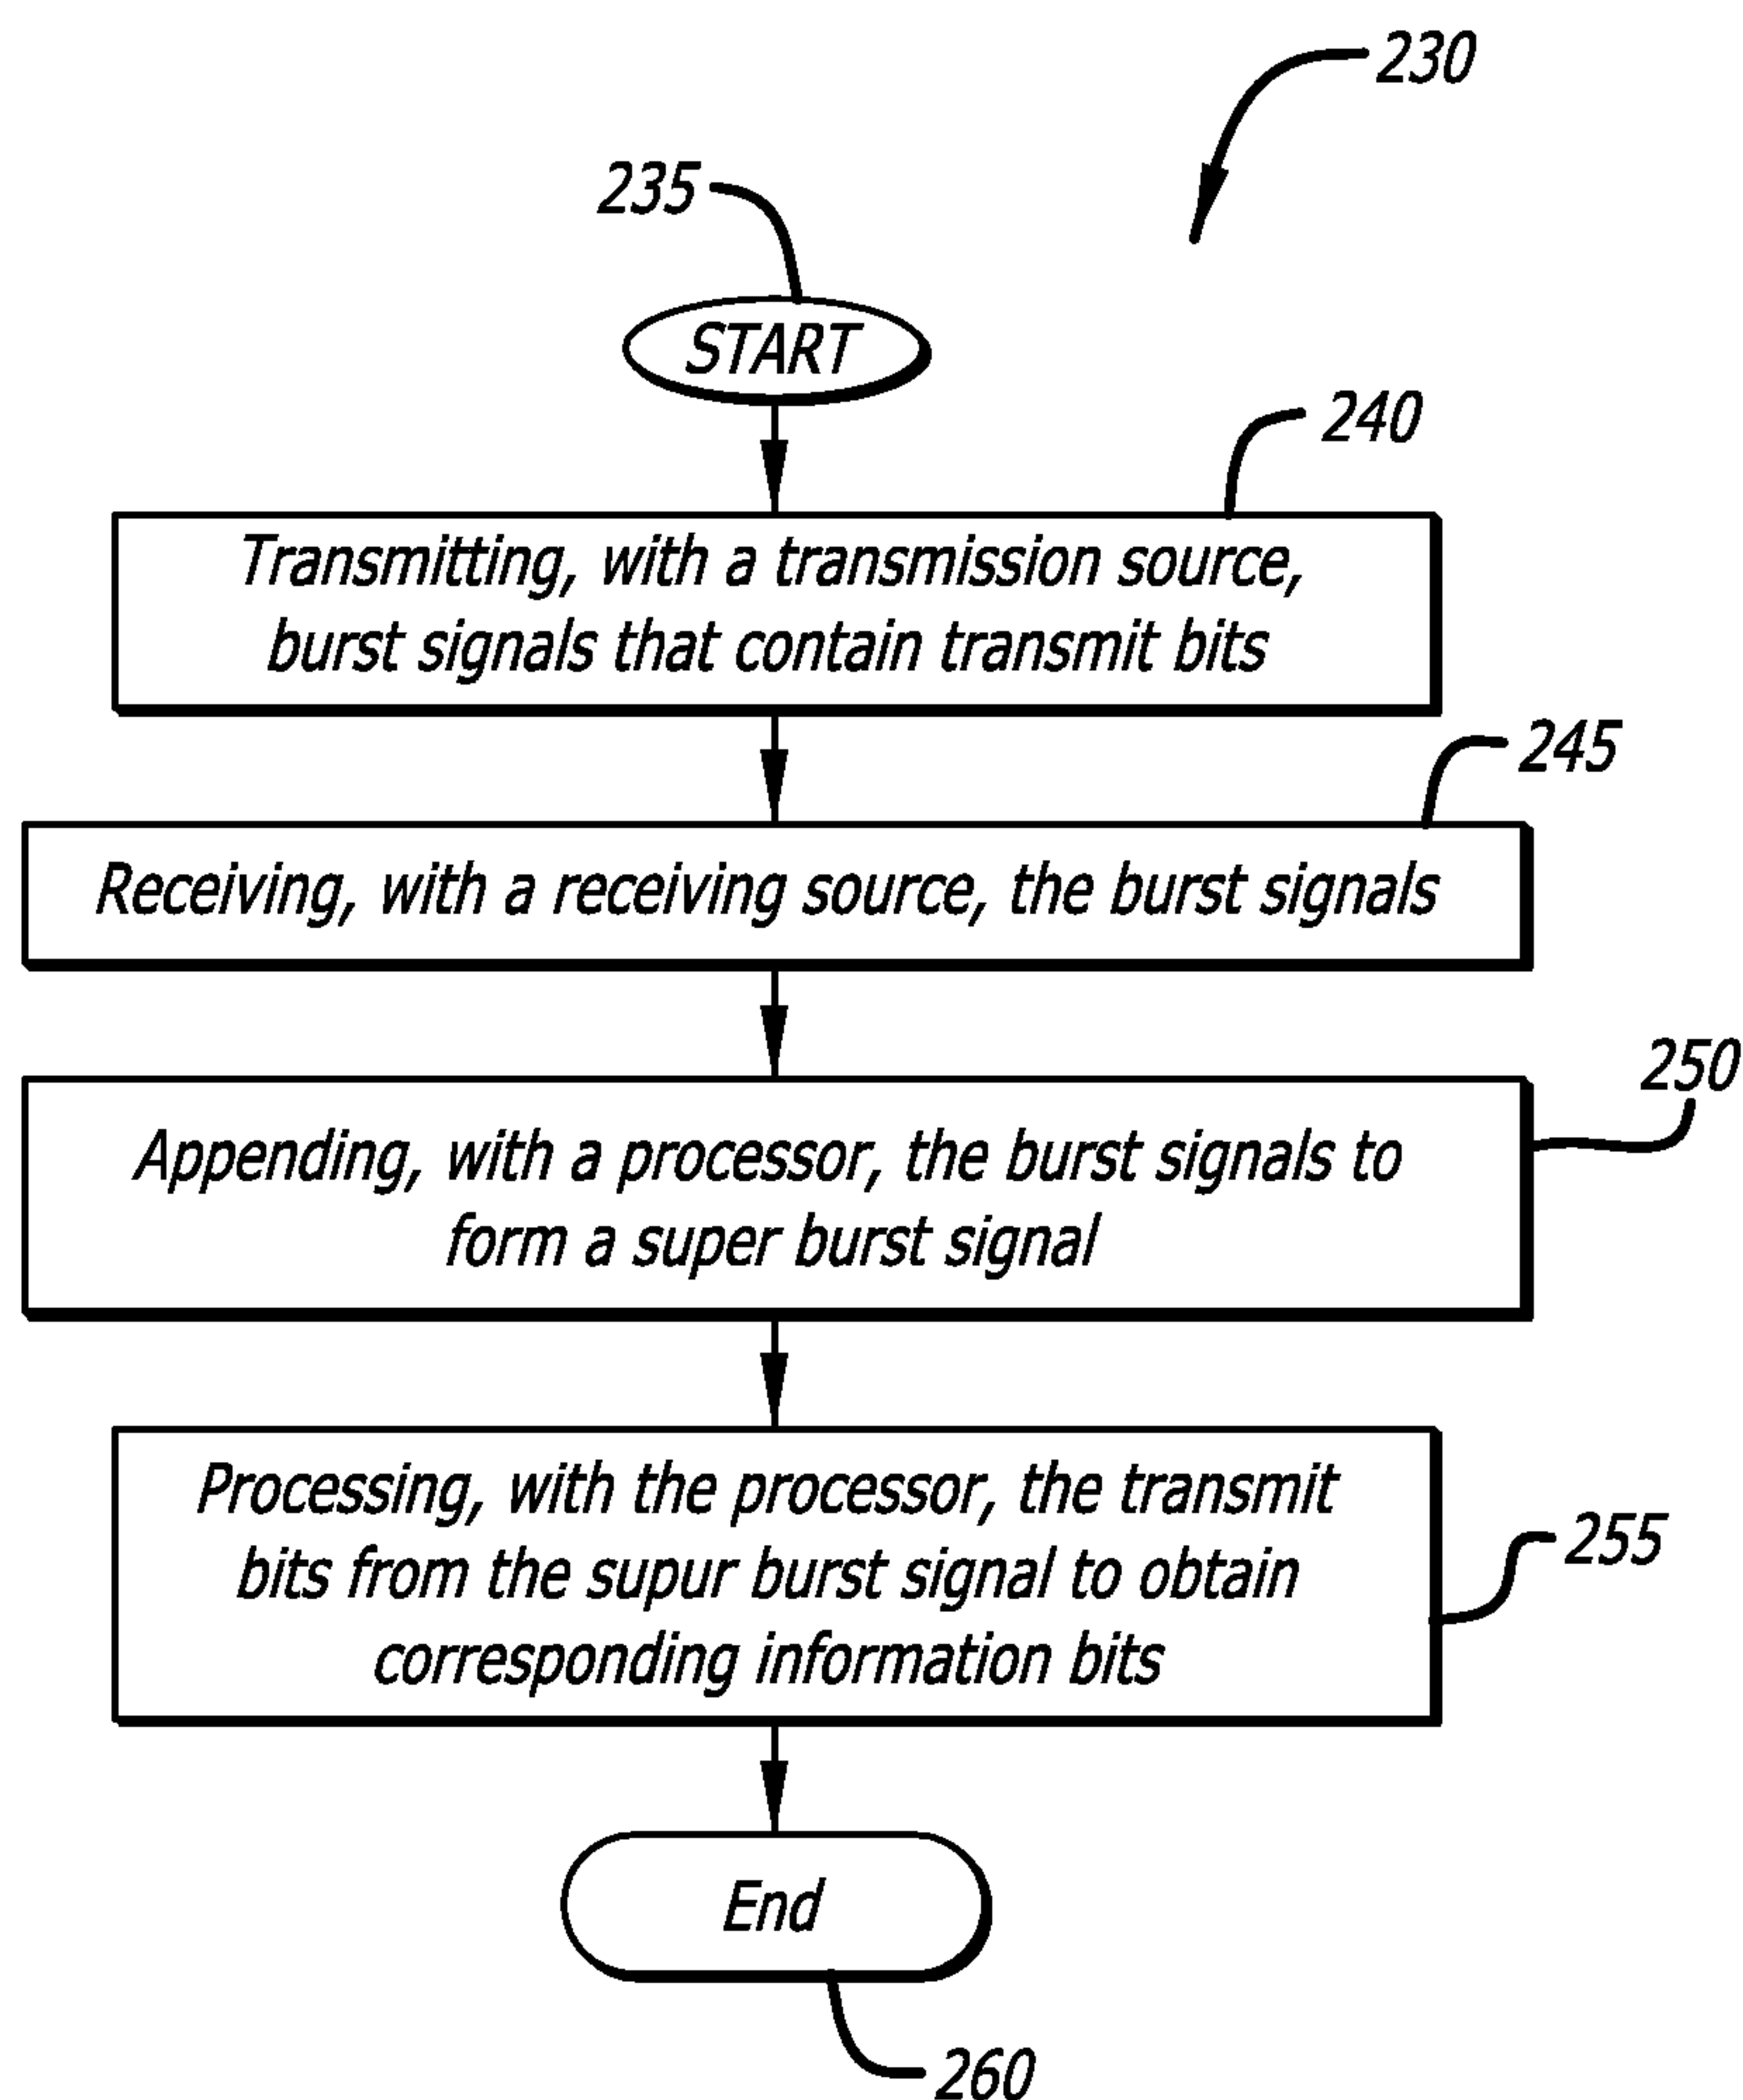 230
235
START
240
Transmitting, with a transmission source,
burst signals that contain transmit bits
245
Receiving, with a receiving source, the burst signals
250
Appending, with a processor, the burst signals to
form a super burst signal
Processing, with the processor, the transmit
bits from the supur burst signal to obtain
corresponding information bits
255
End
260